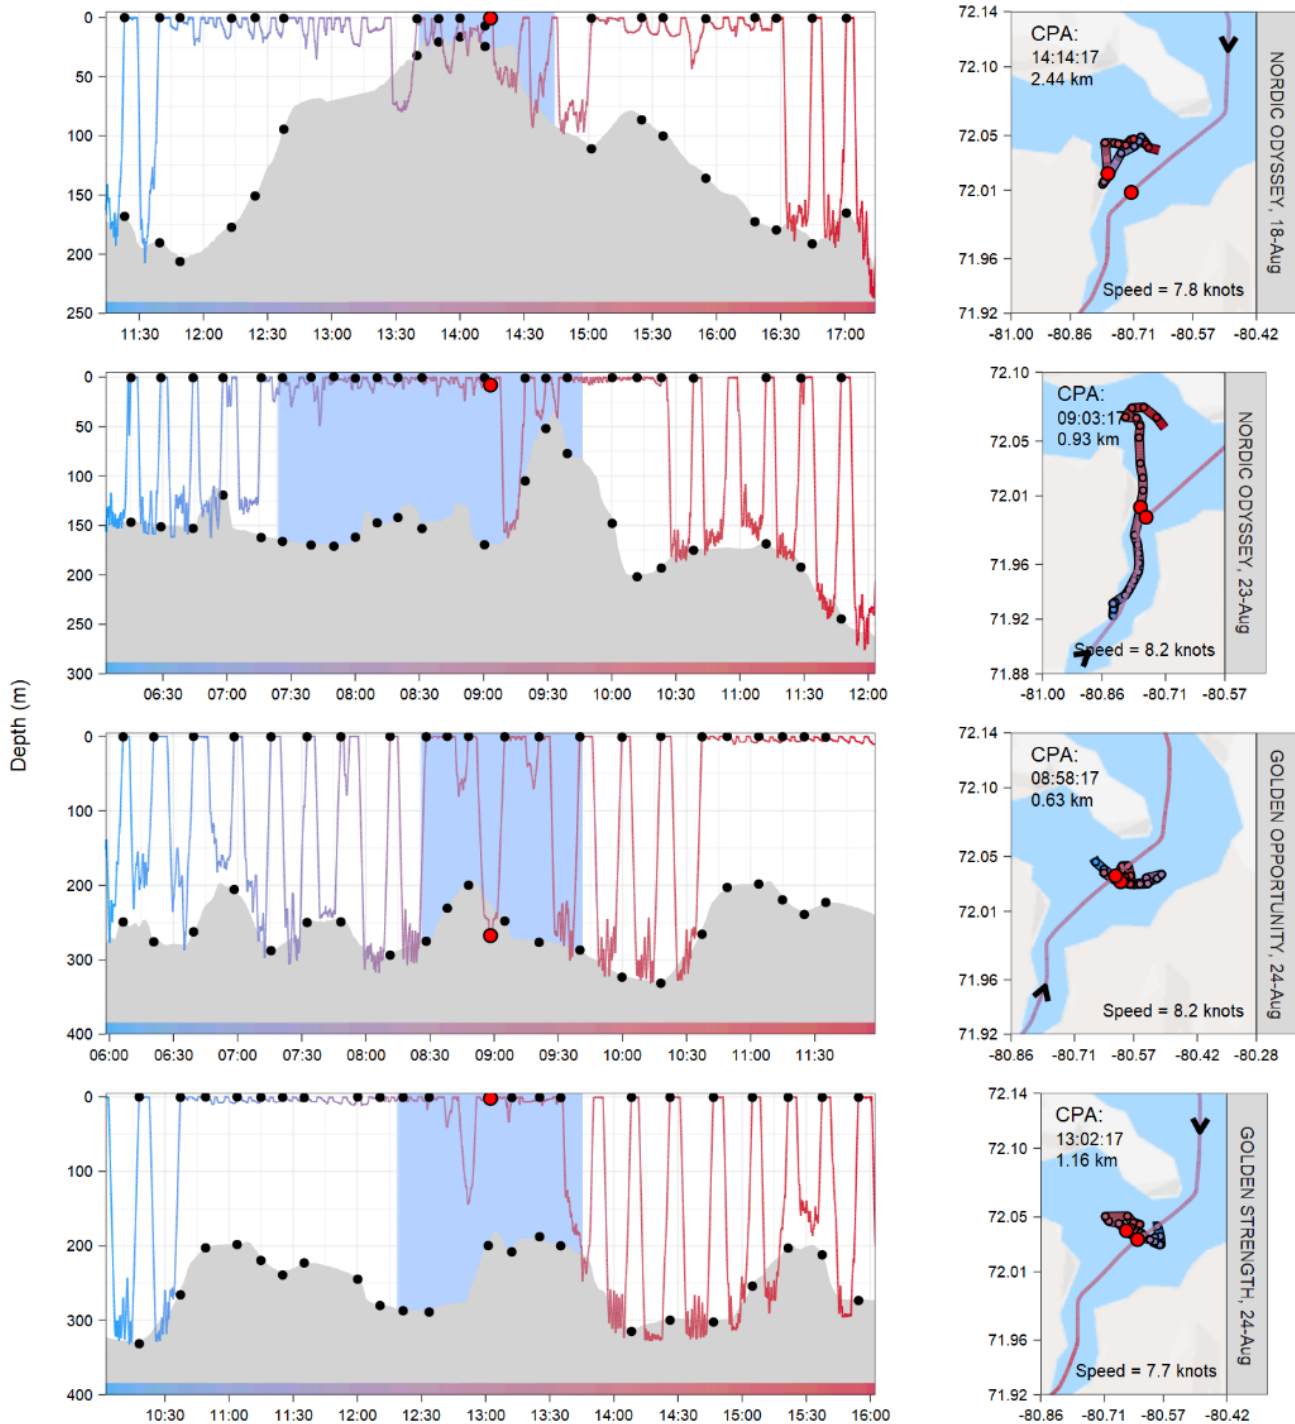 Depth (m)
0
50
100
150
200
250
11:30 12:00 12:30 13:00 13:30 14:00 14:30 15:00 15:30 16:00 16:30 17:00
72.14
72.10
72.05
72.01
71.96
71.92
CPA:
14:14:17
2.44 km
Speed = 7.8 knots
-81.00 -80.86 -80.71 -80.57 -80.42
NORDIC ODYSSEY, 18-Aug
0
50
100
150
200
250
300
06:30 07:00 07:30 08:00 08:30 09:00 09:30 10:00 10:30 11:00 11:30 12:00
72.10
72.05
72.01
71.96
71.92
71.88
CPA:
09:03:17
0.93 km
Speed = 8.2 knots
-81.00 -80.86 -80.71 -80.57
NORDIC ODYSSEY, 23-Aug
0
100
200
300
400
06:00 06:30 07:00 07:30 08:00 08:30 09:00 09:30 10:00 10:30 11:00 11:30
72.14
72.10
72.05
72.01
71.96
71.92
CPA:
08:58:17
0.63 km
Speed = 8.2 knots
-80.86 -80.71 -80.57 -80.42 -80.28
GOLDEN OPPORTUNITY, 24-Aug
0
100
200
300
400
10:30 11:00 11:30 12:00 12:30 13:00 13:30 14:00 14:30 15:00 15:30 16:00
72.14
72.10
72.05
72.01
71.96
71.92
CPA:
13:02:17
1.16 km
Speed = 7.7 knots
-80.86 -80.71 -80.57 -80.42
GOLDEN STRENGTH, 24-Aug